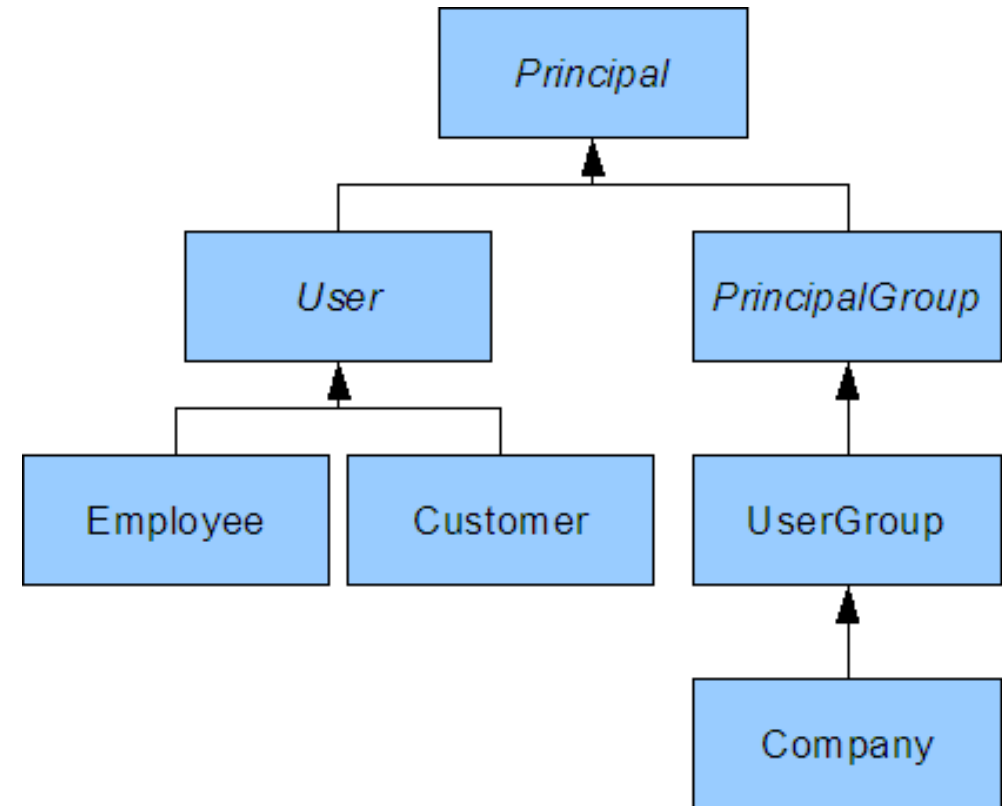 Principal
User
PrincipalGroup
Employee
Customer
UserGroup
Company